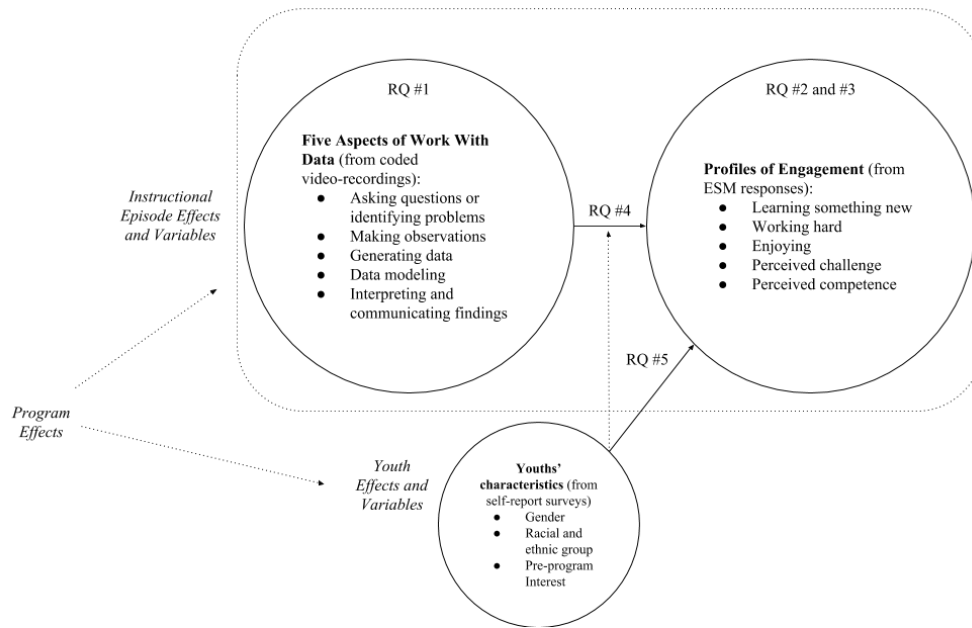 RQ #1
Five Aspects of Work With
Data (from coded
video-recordings):
● Asking questions or
identifying problems
● Making observations
● Generating data
● Data modeling
● Interpreting and
communicating findings
RQ #2 and #3
Profiles of Engagement (from
ESM responses):
● Learning something new
● Working hard
● Enjoying
● Perceived challenge
● Perceived competence
Instructional
Episode Effects
and Variables
RQ #4
RQ #5
Program
Effects
Youth
Effects and
Variables
Youths'
characteristics (from
self-report surveys)
● Gender
● Racial and
ethnic group
● Pre-program
Interest